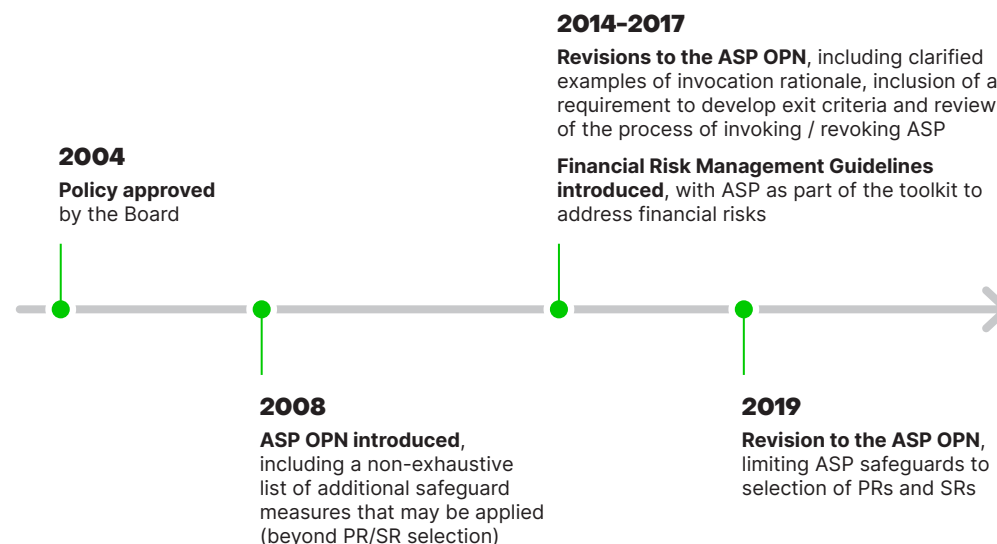 2014–2017
Revisions to the ASP OPN, including clarified
examples of invocation rationale, inclusion of a
requirement to develop exit criteria and review
of the process of invoking / revoking ASP
Financial Risk Management Guidelines
introduced, with ASP as part of the toolkit to
address financial risks
2004
Policy approved
by the Board
2008
ASP OPN introduced,
including a non-exhaustive
list of additional safeguard
measures that may be applied
(beyond PR/SR selection)
2019
Revision to the ASP OPN,
limiting ASP safeguards to
selection of PRs and SRs